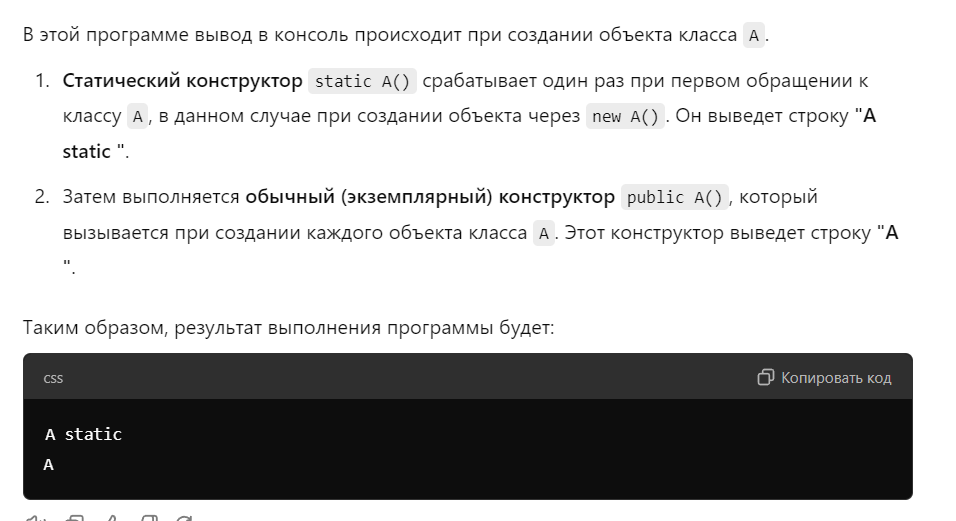 В этой программе вывод в консоль происходит при создании объекта класса A.
1. Статический конструктор static A() срабатывает один раз при первом обращении к
классу A, в данном случае при создании объекта через new A(). Он выведет строку "A
static ".
2. Затем выполняется обычный (экземплярный) конструктор public A(), который
вызывается при создании каждого объекта класса A. Этот конструктор выведет строку "A
".
Таким образом, результат выполнения программы будет:
css Копировать код
A static
A